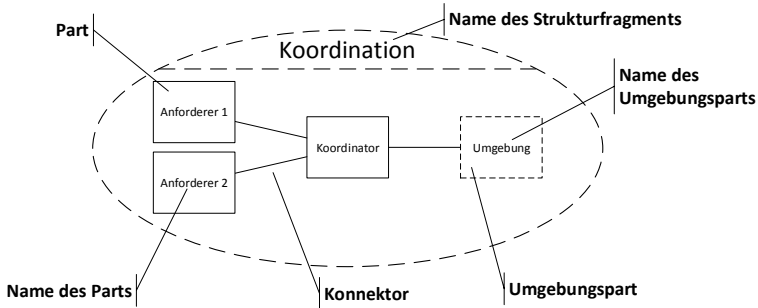 Part
Name des Strukturfragments
Koordination
Name des
Umgebungsparts
Anforderer 1
Koordinator
Umgebung
Anforderer 2
Name des Parts
Konnektor
Umgebungspart